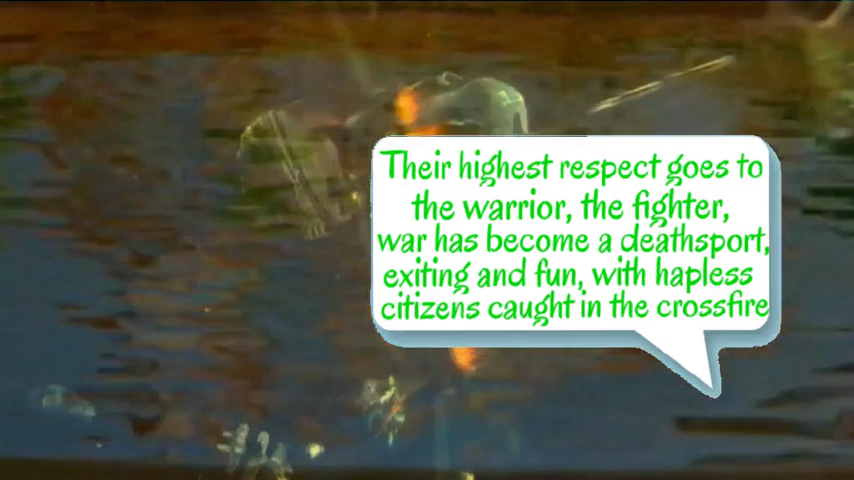 Their highest respect goes to
the warrior, the fighter,
war has become a deathsport,
exiting and fun, with hapless
citizens caught in the crossfire